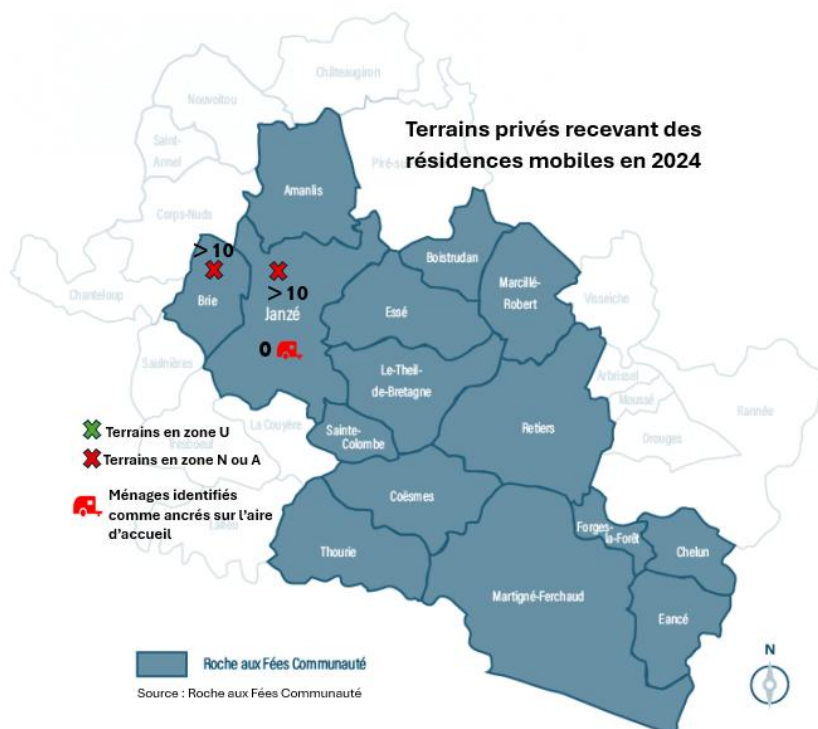 Châteaugiron
Nouvoitou
Terrains privés recevant des
résidences mobiles en 2024
Saint-
Armel
Piré-su
Amanlis
Corps-Nuds
> 10
Boistrudan
Marcillé-
Robert
Visseiche
Chanteloup
Brie
> 10
Janzé
Essé
0
Saulnières
Le-Theil-
de-Bretagne
Arbrissel
Moussé
Rannée
La Couyère
Sainte-
Colombe
Retiers
Drouges
Terrains en zone U
Tresboeuf
Terrains en zone N ou A
Ménages identifiés
comme ancrés sur l'aire
d'accueil
Coësmes
Forges-
la-Forêt
Thourie
Chelun
Martigné-Ferchaud
Eancé
N
Roche aux Fées Communauté
Source : Roche aux Fées Communauté